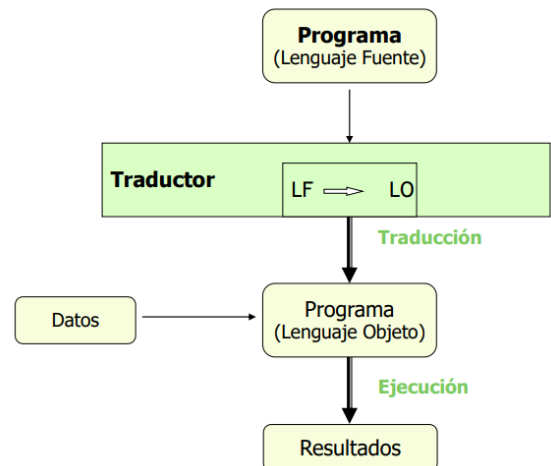 Programa
(Lenguaje Fuente)
Traductor
LF LO
Traducción
Datos
Programa
(Lenguaje Objeto)
Ejecución
Resultados